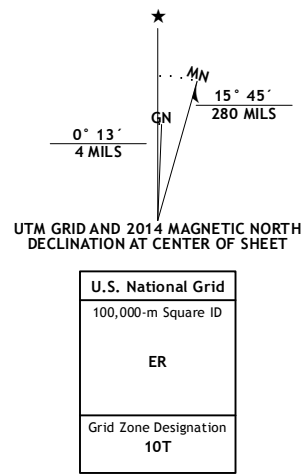 ★
MN
GN
15° 45´
280 MILS
0° 13´
4 MILS
UTM GRID AND 2014 MAGNETIC NORTH
DECLINATION AT CENTER OF SHEET
U.S. National Grid
100,000-m Square ID
ER
Grid Zone Designation
10T